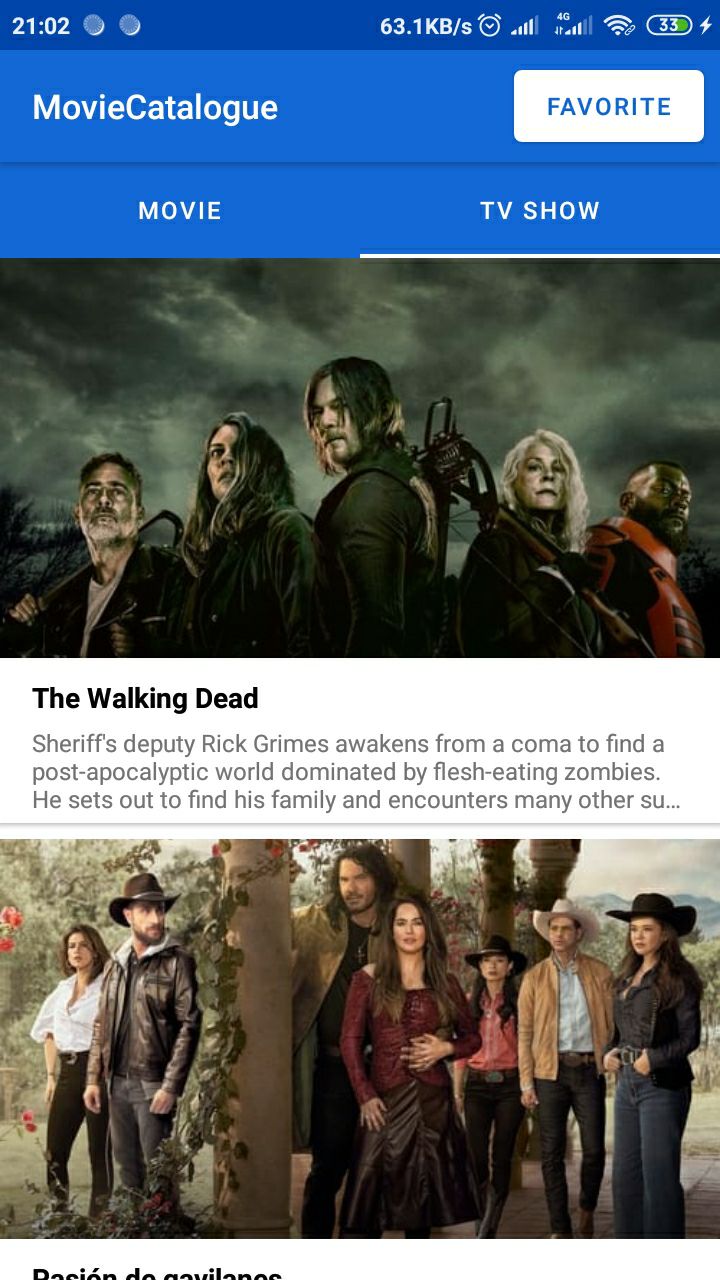 21:02 63.1KB/s 4G 33
MovieCatalogue
FAVORITE
MOVIE TV SHOW
The Walking Dead
Sheriff's deputy Rick Grimes awakens from a coma to find a
post-apocalyptic world dominated by flesh-eating zombies.
He sets out to find his family and encounters many other su...
Pasión de gavilanes